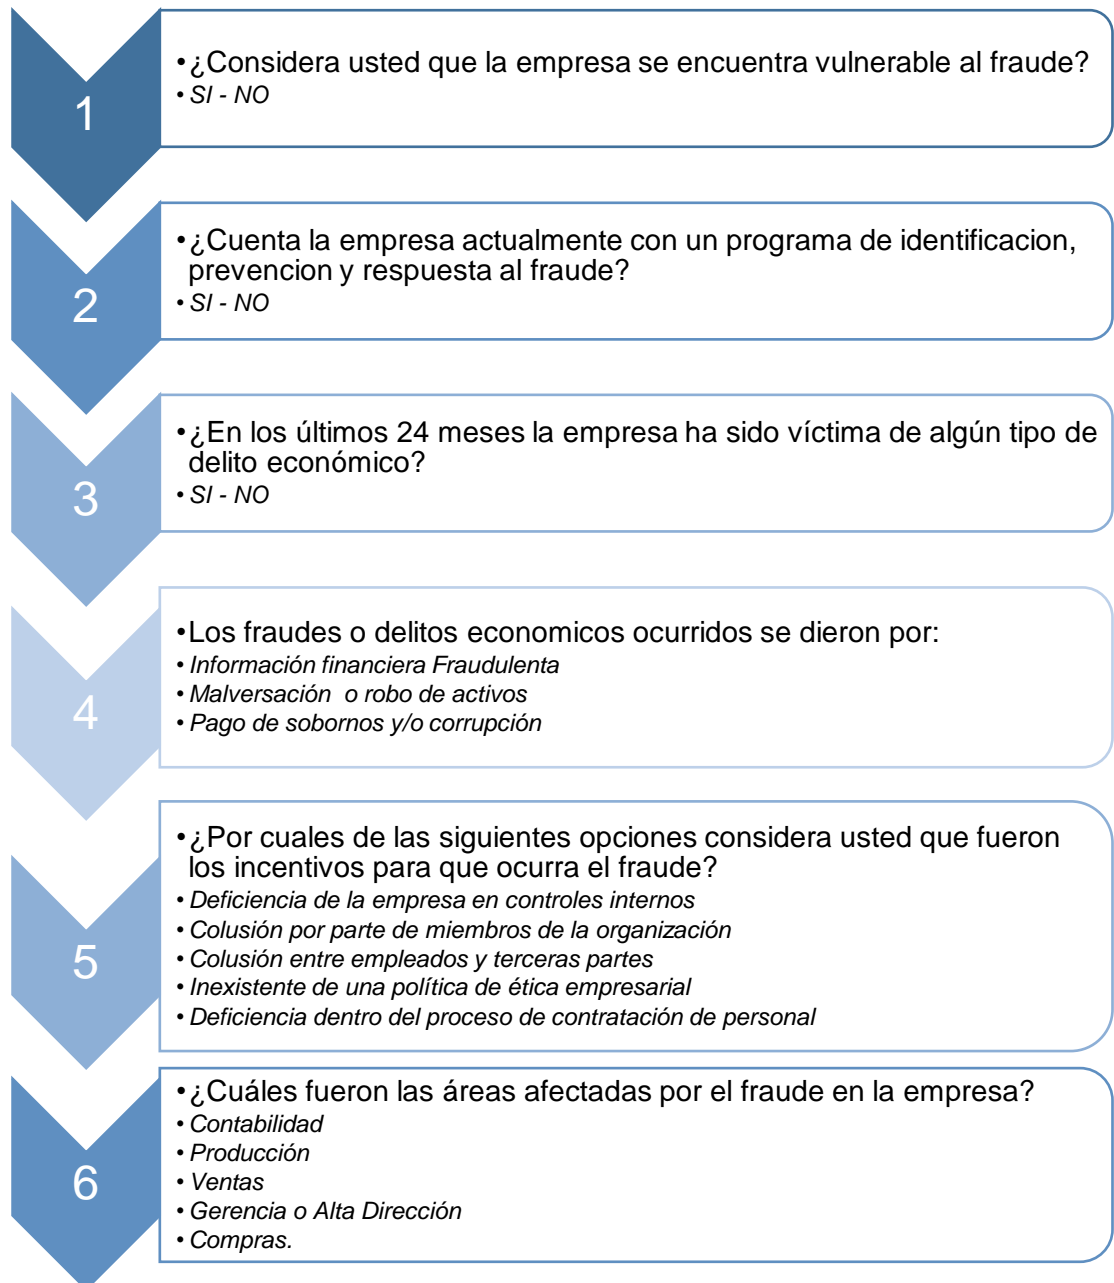 1
•¿Considera usted que la empresa se encuentra vulnerable al fraude?
• SI - NO
2
•¿Cuenta la empresa actualmente con un programa de identificacion,
prevencion y respuesta al fraude?
• SI - NO
3
•¿En los últimos 24 meses la empresa ha sido víctima de algún tipo de
delito económico?
• SI - NO
4
•Los fraudes o delitos economicos ocurridos se dieron por:
• Información financiera Fraudulenta
• Malversación o robo de activos
• Pago de sobornos y/o corrupción
5
•¿Por cuales de las siguientes opciones considera usted que fueron
los incentivos para que ocurra el fraude?
• Deficiencia de la empresa en controles internos
• Colusión por parte de miembros de la organización
• Colusión entre empleados y terceras partes
• Inexistente de una política de ética empresarial
• Deficiencia dentro del proceso de contratación de personal
6
•¿Cuáles fueron las áreas afectadas por el fraude en la empresa?
• Contabilidad
• Producción
• Ventas
• Gerencia o Alta Dirección
• Compras.